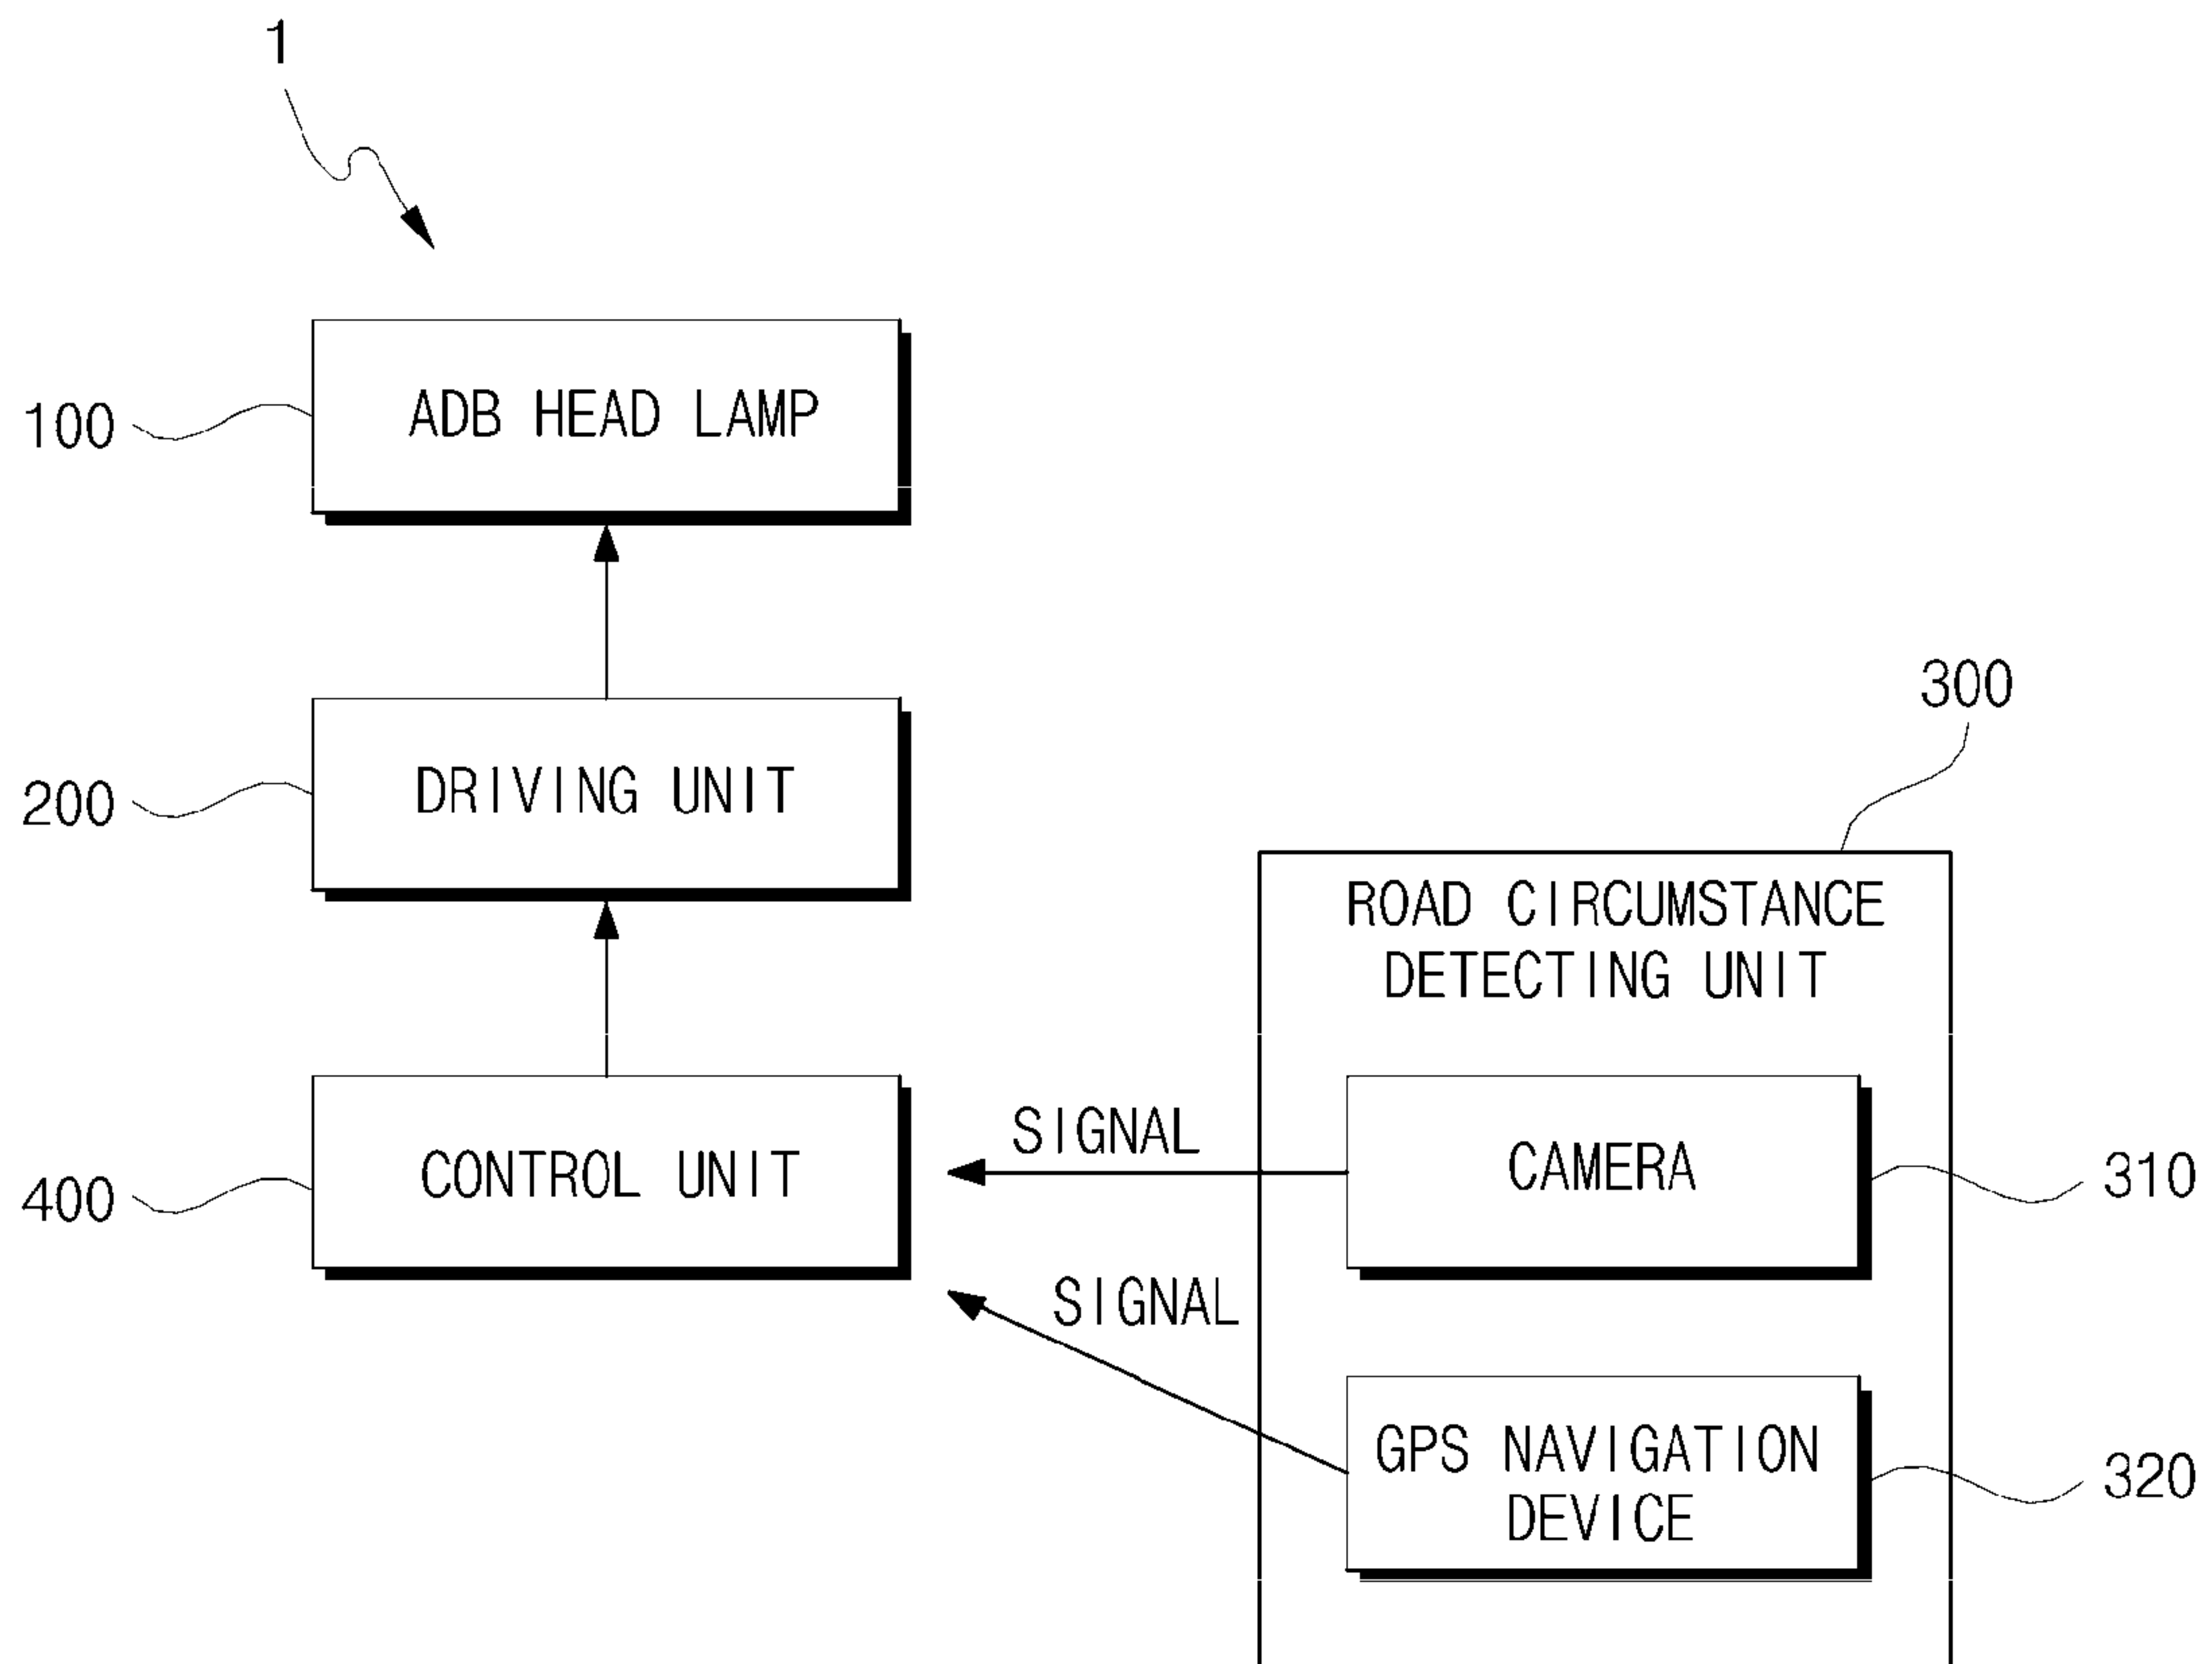 1
ADB HEAD LAMP
100
DRIVING UNIT
200
300
ROAD CIRCUMSTANCE
DETECTING UNIT
SIGNAL
CONTROL UNIT
CAMERA
400
310
SIGNAL
GPS NAVIGATION
DEVICE
320